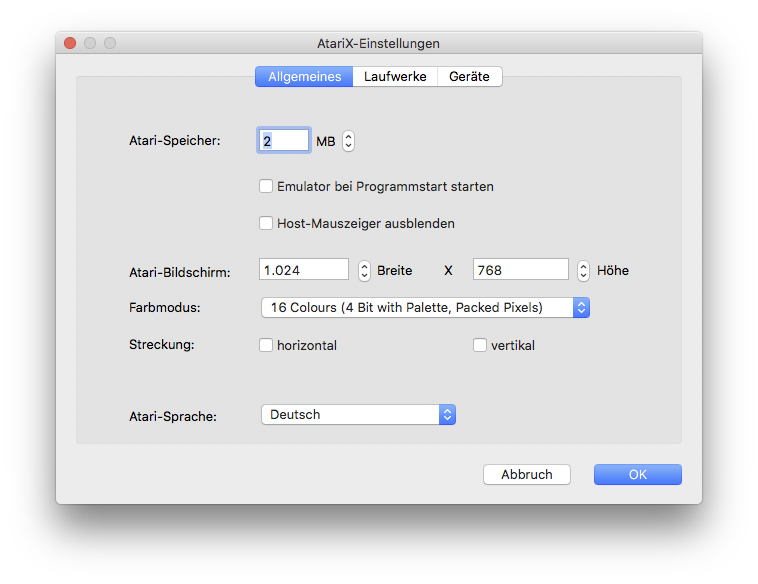 AtariX-Einstellungen
Allgemeines Laufwerke Geräte
Atari-Speicher: 2 MB
Emulator bei Programmstart starten
Host-Mauszeiger ausblenden
Atari-Bildschirm: 1.024 Breite X 768 Höhe
Farbmodus: 16 Colours (4 Bit with Palette, Packed Pixels)
Streckung: horizontal vertikal
Atari-Sprache: Deutsch
Abbruch OK